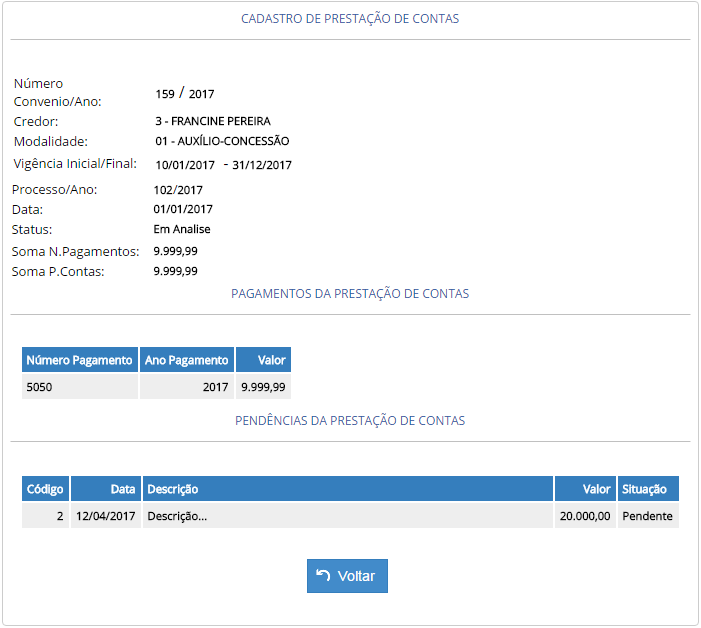 CADASTRO DE PRESTAÇÃO DE CONTAS
Número
Convenio/Ano: 159 / 2017
Credor: 3 - FRANCINE PEREIRA
Modalidade: 01 - AUXÍLIO-CONCESSÃO
Vigência Inicial/Final: 10/01/2017 - 31/12/2017
Processo/Ano: 102/2017
Data: 01/01/2017
Status: Em Analise
Soma N.Pagamentos: 9.999,99
Soma P.Contas: 9.999,99
PAGAMENTOS DA PRESTAÇÃO DE CONTAS
Número Pagamento Ano Pagamento Valor
5050 2017 9.999,99
PENDÊNCIAS DA PRESTAÇÃO DE CONTAS
Código Data Descrição Valor Situação
2 12/04/2017 Descrição... 20.000,00 Pendente
Voltar